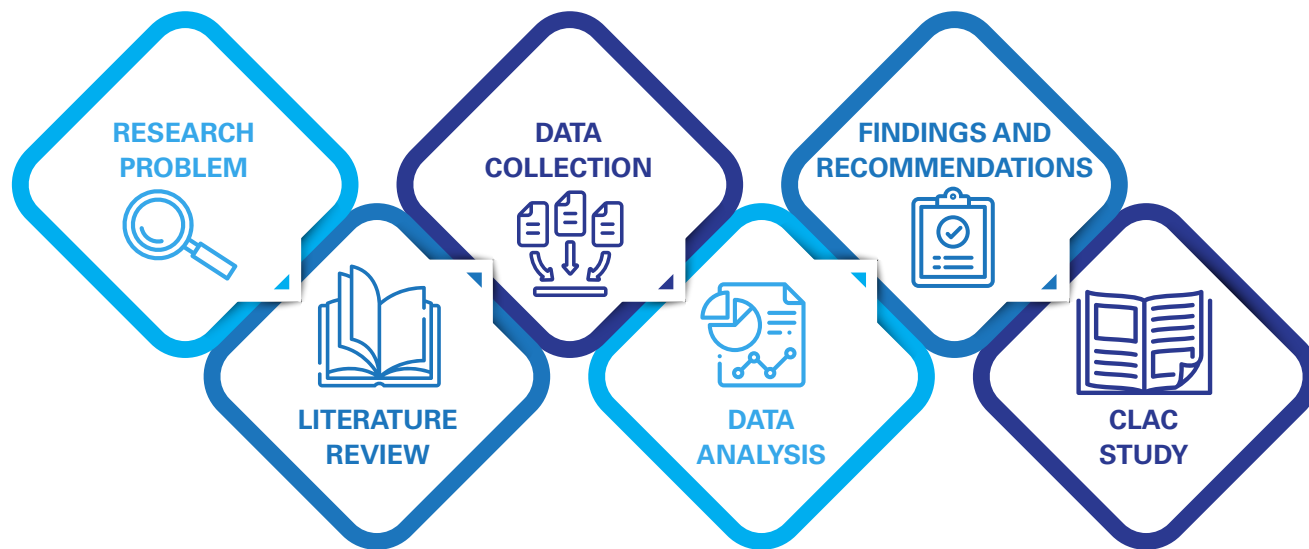 RESEARCH
PROBLEM
LITERATURE
REVIEW
DATA
COLLECTION
DATA
ANALYSIS
FINDINGS AND
RECOMMENDATIONS
CLAC
STUDY